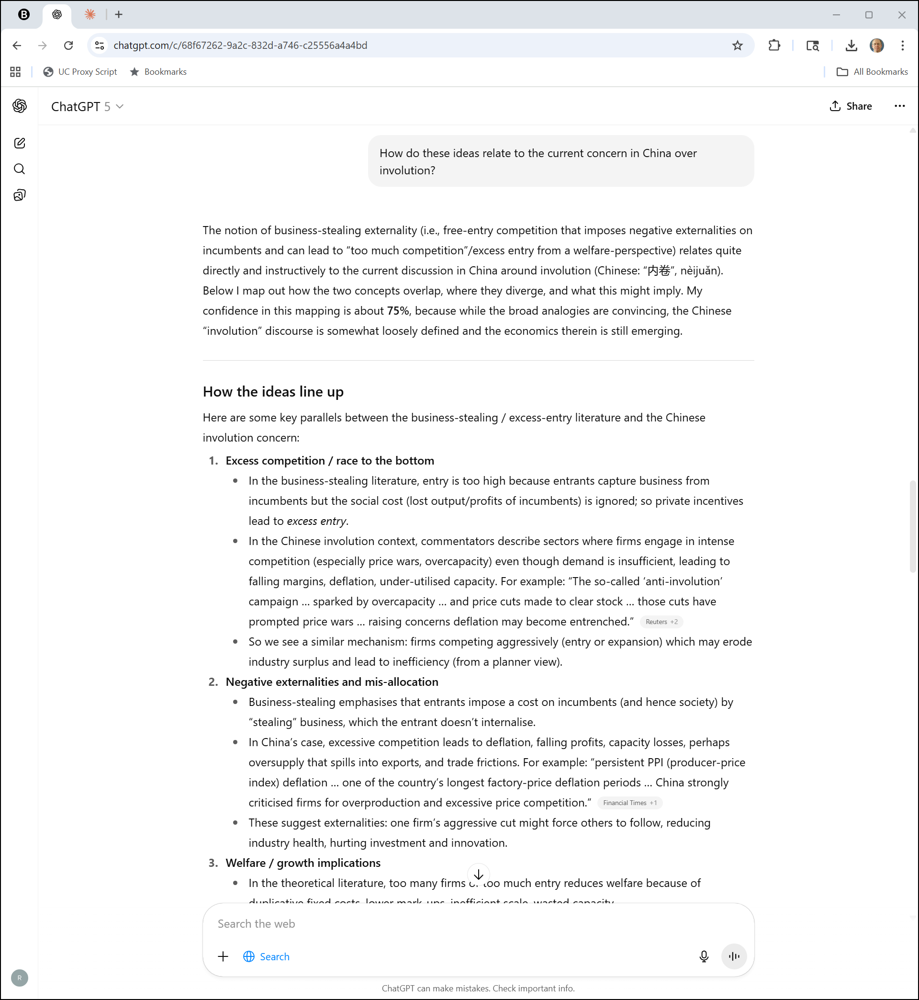 B
chatgpt.com/c/68f67262-9a2c-832d-a746-c25556a4a4bd
UC Proxy Script
Bookmarks
All Bookmarks
ChatGPT 5
Share
How do these ideas relate to the current concern in China over
involution?
The notion of business-stealing externality (i.e., free-entry competition that imposes negative externalities on
incumbents and can lead to “too much competition”/excess entry from a welfare-perspective) relates quite
directly and instructively to the current discussion in China around involution (Chinese: “内卷”, nèijuǎn).
Below I map out how the two concepts overlap, where they diverge, and what this might imply. My
confidence in this mapping is about 75%, because while the broad analogies are convincing, the Chinese
“involution” discourse is somewhat loosely defined and the economics therein is still emerging.
How the ideas line up
Here are some key parallels between the business-stealing / excess-entry literature and the Chinese
involution concern:
1. Excess competition / race to the bottom
• In the business-stealing literature, entry is too high because entrants capture business from
incumbents but the social cost (lost output/profits of incumbents) is ignored; so private incentives
lead to excess entry.
• In the Chinese involution context, commentators describe sectors where firms engage in intense
competition (especially price wars, overcapacity) even though demand is insufficient, leading to
falling margins, deflation, under-utilised capacity. For example: “The so-called ‘anti-involution’
campaign … sparked by overcapacity … and price cuts made to clear stock … those cuts have
prompted price wars … raising concerns deflation may become entrenched.” Reuters +2
• So we see a similar mechanism: firms competing aggressively (entry or expansion) which may erode
industry surplus and lead to inefficiency (from a planner view).
2. Negative externalities and mis-allocation
• Business-stealing emphasises that entrants impose a cost on incumbents (and hence society) by
“stealing” business, which the entrant doesn’t internalise.
• In China’s case, excessive competition leads to deflation, falling profits, capacity losses, perhaps
oversupply that spills into exports, and trade frictions. For example: “persistent PPI (producer-price
index) deflation … one of the country’s longest factory-price deflation periods … China strongly
criticised firms for overproduction and excessive price competition.” Financial Times +1
• These suggest externalities: one firm’s aggressive cut might force others to follow, reducing
industry health, hurting investment and innovation.
3. Welfare / growth implications
• In the theoretical literature, too many firms or too much entry reduces welfare because of
duplicative fixed costs, lower mark-ups, inefficient scale, wasted capacity.
Search the web
Search
R
ChatGPT can make mistakes. Check important info.